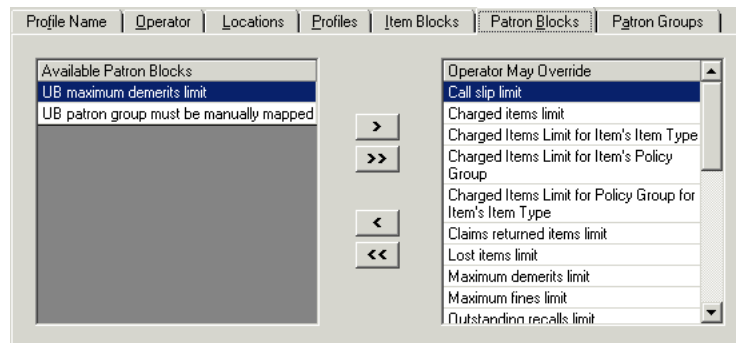 Profile Name Operator Locations Profiles Item Blocks Patron Blocks Patron Groups
Available Patron Blocks
UB maximum demerits limit
UB patron group must be manually mapped
>
>>
<
<<
Operator May Override
Call slip limit
Charged items limit
Charged Items Limit for Item's Item Type
Charged Items Limit for Item's Policy
Group
Charged Items Limit for Policy Group for
Item's Item Type
Claims returned items limit
Lost items limit
Maximum demerits limit
Maximum fines limit
Outstanding recalls limit